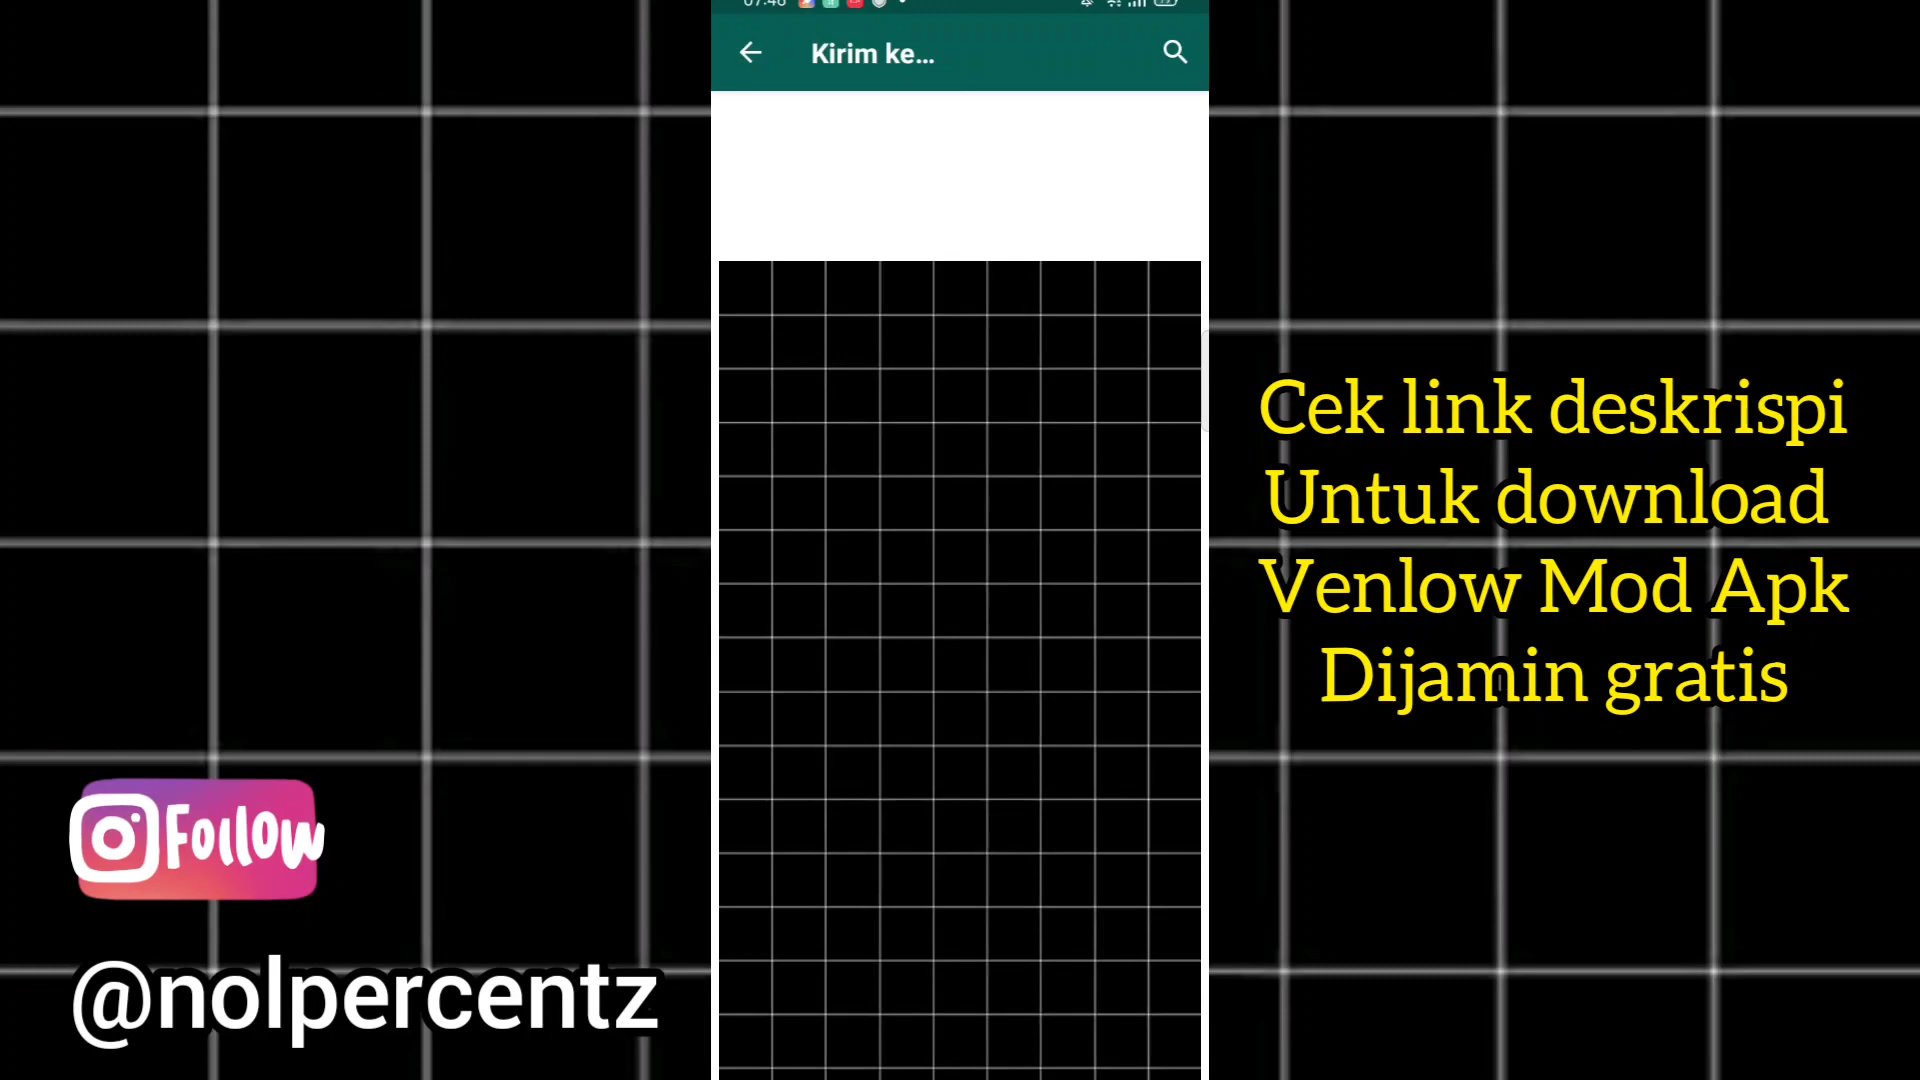 Kirim ke...
Cek link deskrispi
Untuk download
Venlow Mod Apk
Dijamin gratis
Follow
@nolpercentz